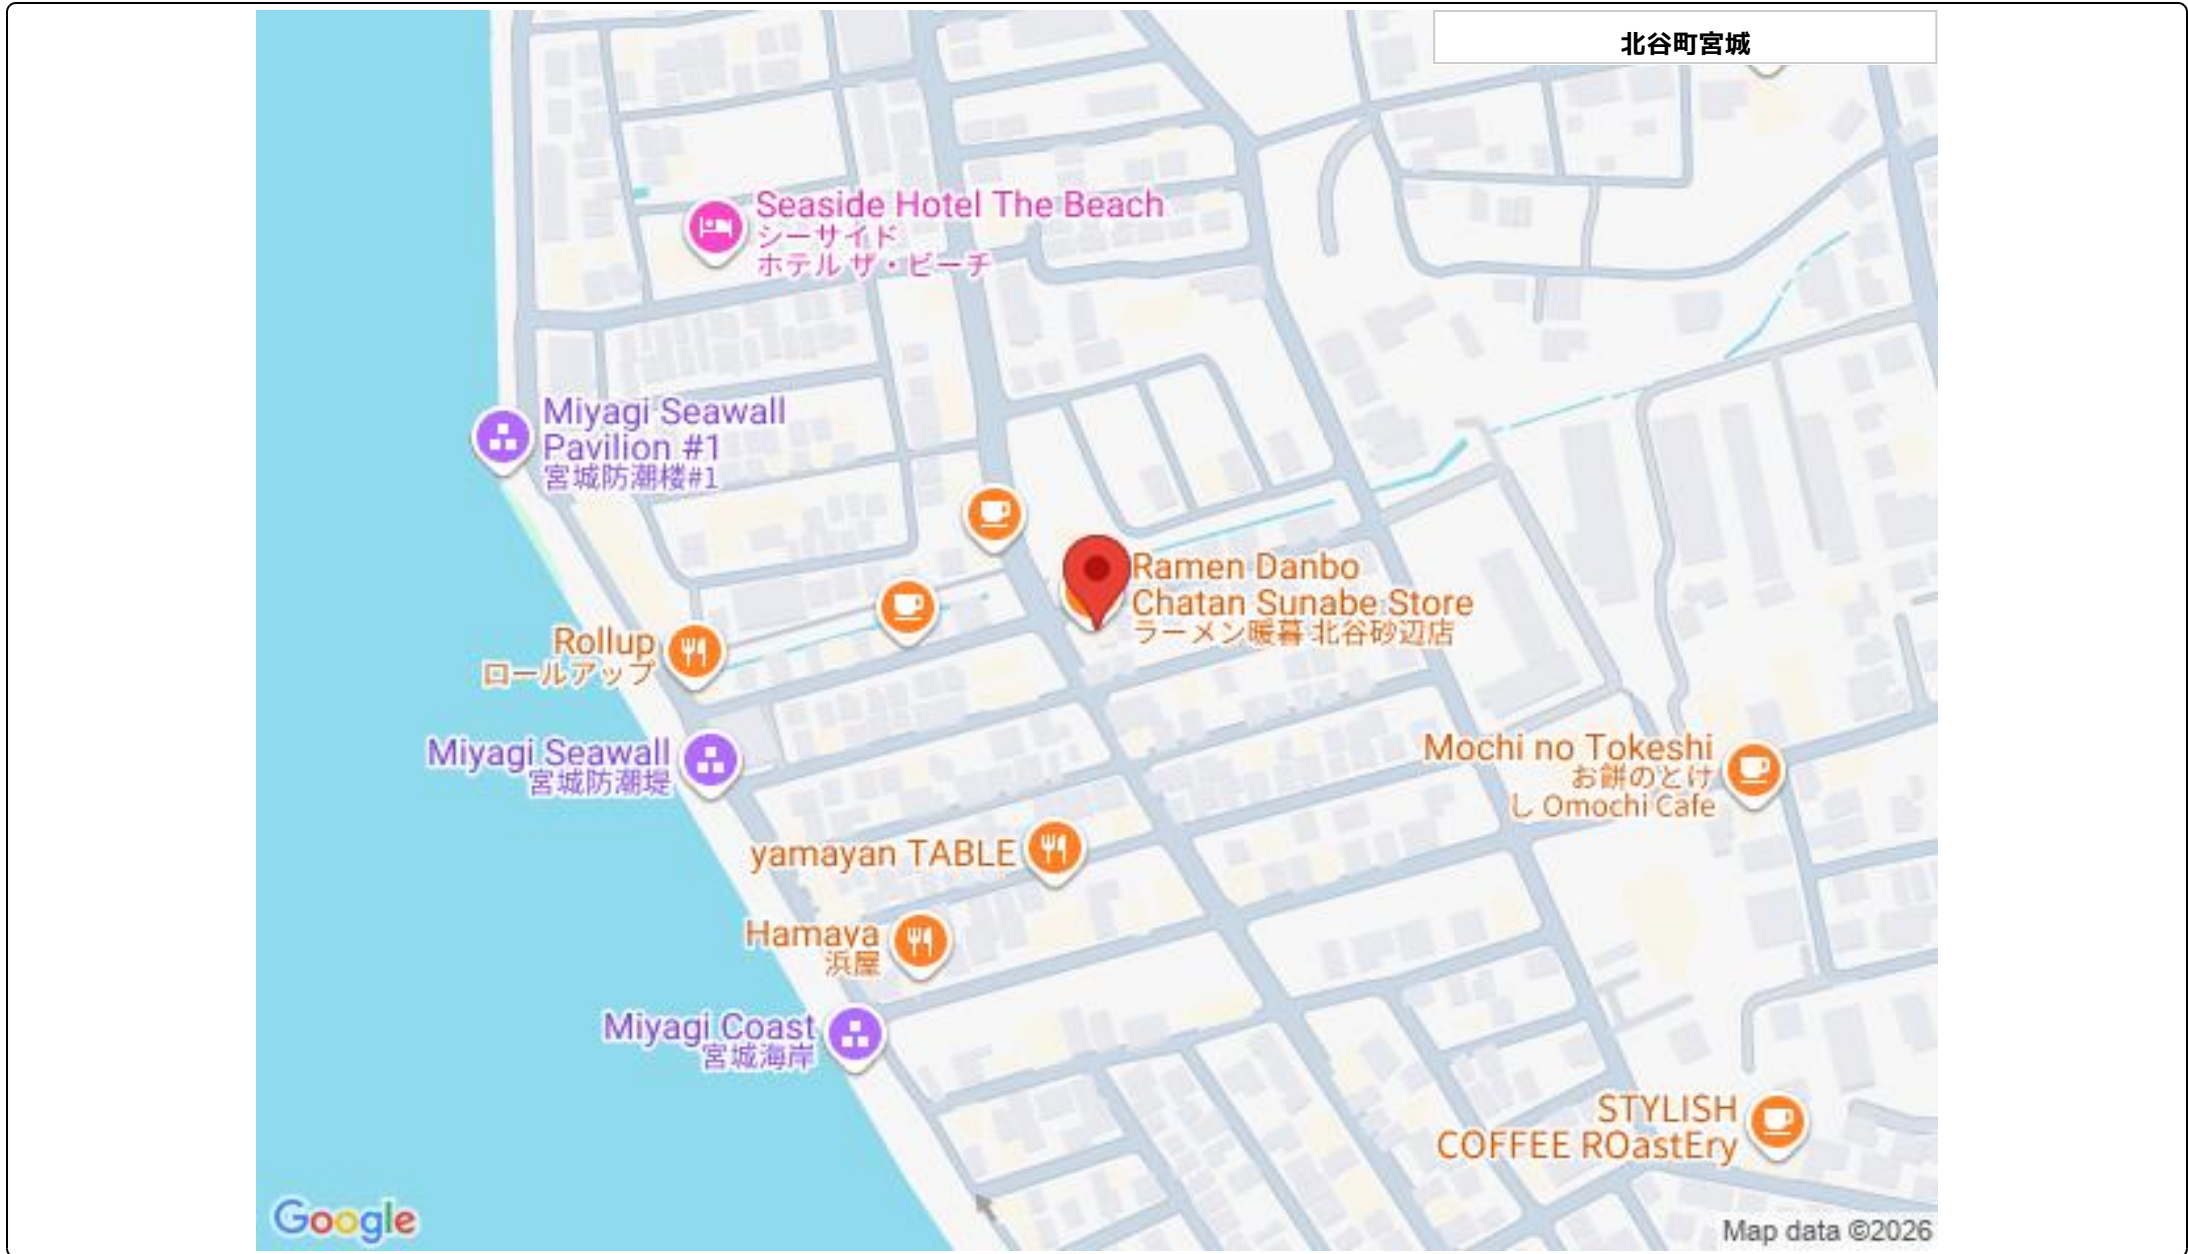 北谷町宮城
Seaside Hotel The Beach
シーサイド
ホテル ザ・ビーチ
Miyagi Seawall
Pavilion #1
宮城防潮楼#1
Ramen Danbo
Chatan Sunabe Store
ラーメン暖暮 北谷砂辺店
Rollup
ロールアップ
Miyagi Seawall
宮城防潮堤
Mochi no Tokeshi
お餅のとけ
し Omochi Cafe
yamayan TABLE
Hamaya
浜屋
Miyagi Coast
宮城海岸
STYLISH
COFFEE ROastEry
Google
Map data ©2026